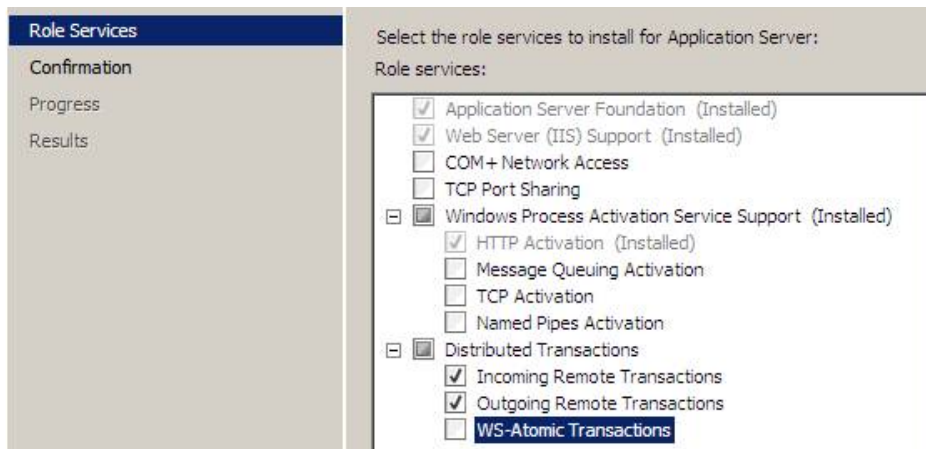 Role Services
Confirmation
Progress
Results
Select the role services to install for Application Server:
Role services:
Application Server Foundation (Installed)
Web Server (IIS) Support (Installed)
COM+ Network Access
TCP Port Sharing
Windows Process Activation Service Support (Installed)
HTTP Activation (Installed)
Message Queuing Activation
TCP Activation
Named Pipes Activation
Distributed Transactions
Incoming Remote Transactions
Outgoing Remote Transactions
WS-Atomic Transactions